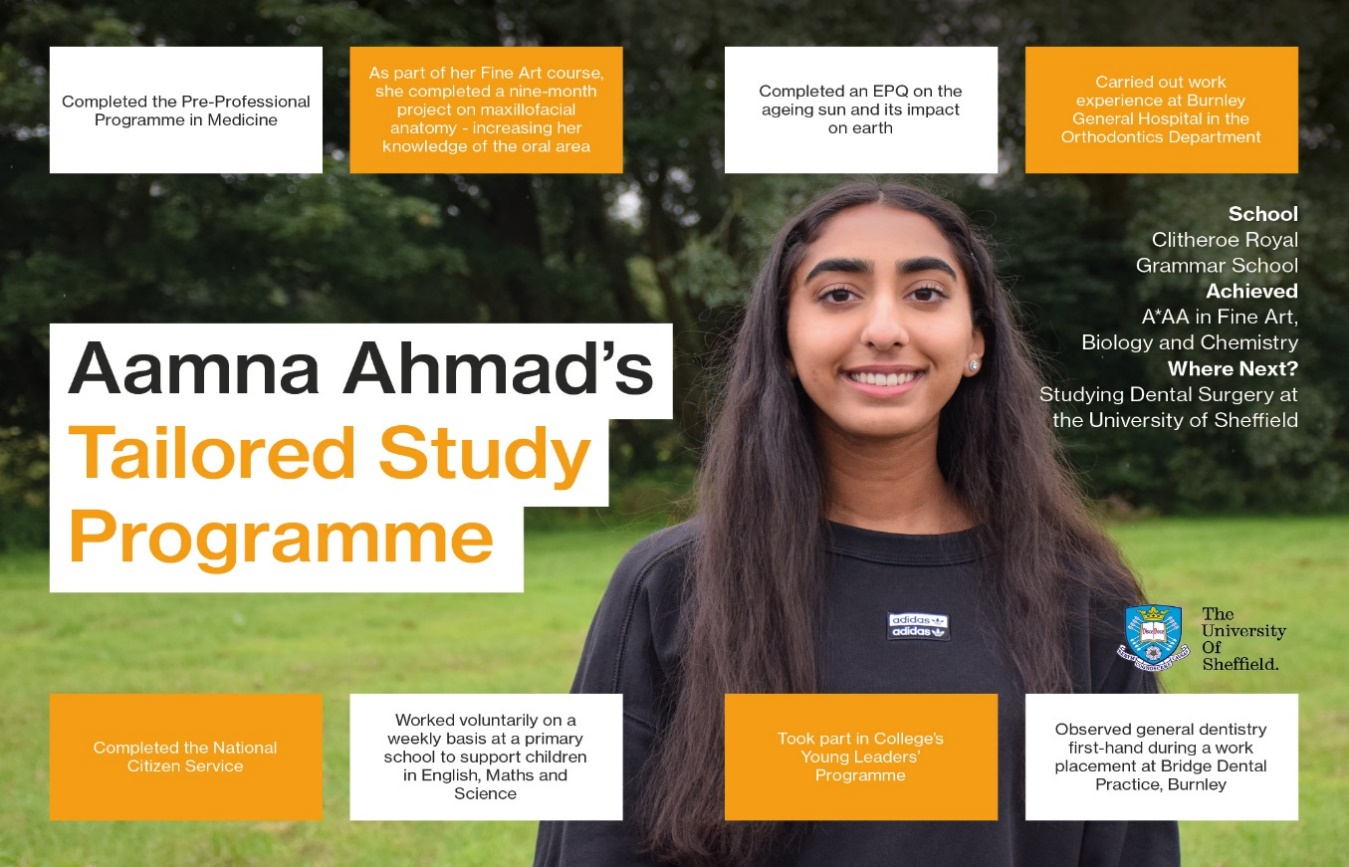 Completed the Pre-Professional
Programme in Medicine
As part of her Fine Art course,
she completed a nine-month
project on maxillofacial
anatomy - increasing her
knowledge of the oral area
Completed an EPQ on the
ageing sun and its impact
on earth
Carried out work
experience at Burnley
General Hospital in the
Orthodontics Department
School
Clitheroe Royal
Grammar School
Achieved
A*AA in Fine Art,
Biology and Chemistry
Where Next?
Studying Dental Surgery at
the University of Sheffield
Aamna Ahmad’s
Tailored Study
Programme
adidas
adidas
The
University
Of
Sheffield.
Completed the National
Citizen Service
Worked voluntarily on a
weekly basis at a primary
school to support children
in English, Maths and
Science
Took part in College’s
Young Leaders’
Programme
Observed general dentistry
first-hand during a work
placement at Bridge Dental
Practice, Burnley